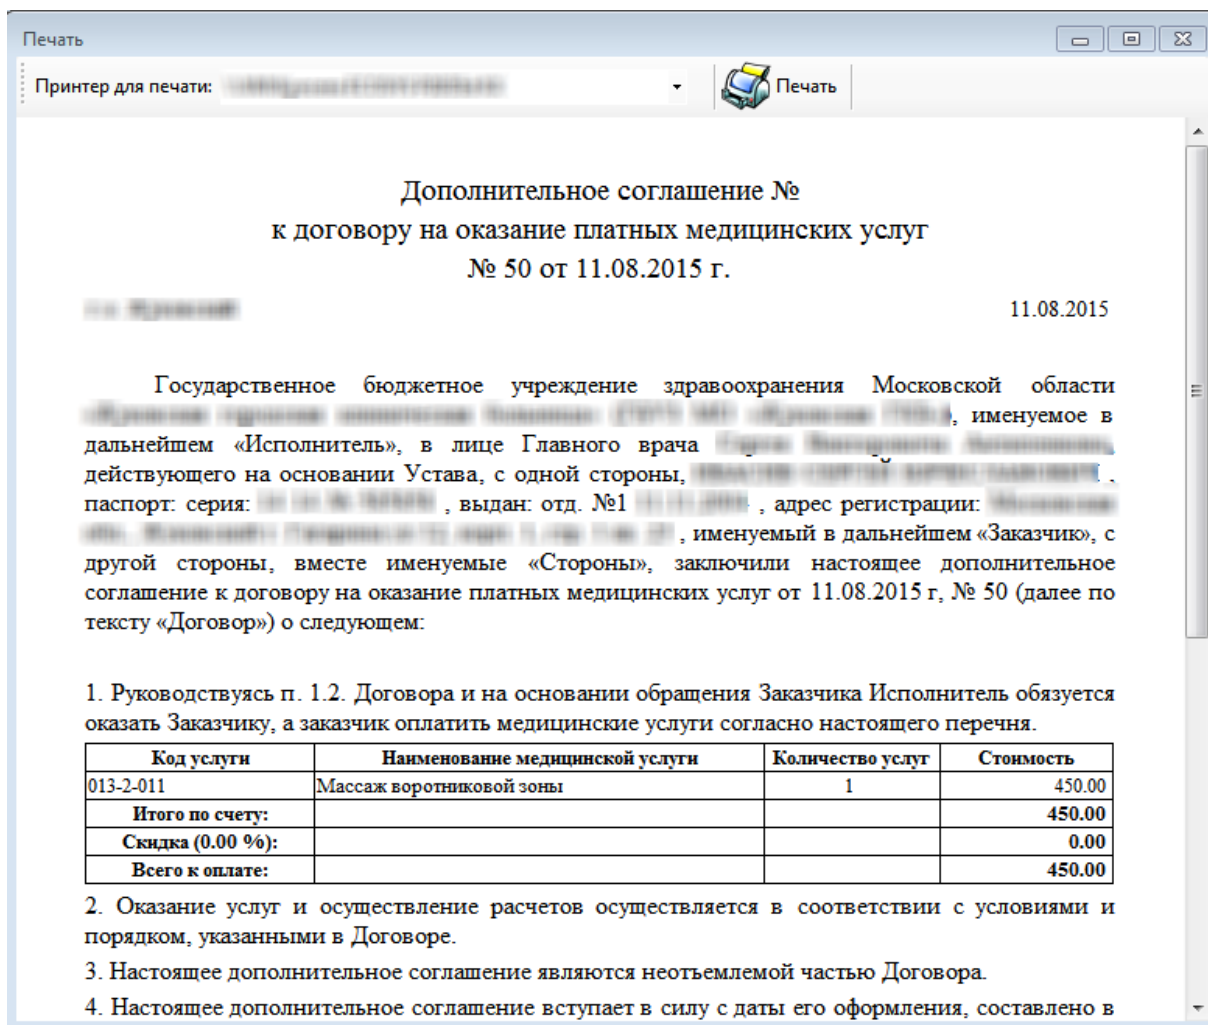 Печать
Принтер для печати:
Печать
Дополнительное соглашение №
к договору на оказание платных медицинских услуг
№ 50 от 11.08.2015 г.
11.08.2015
Государственное бюджетное учреждение здравоохранения Московской области
, именуемое в
дальнейшем «Исполнитель», в лице Главного врача
действующего на основании Устава, с одной стороны, ,
паспорт: серия: , выдан: отд. №1 , адрес регистрации:
, именуемый в дальнейшем «Заказчик», с
другой стороны, вместе именуемые «Стороны», заключили настоящее дополнительное
соглашение к договору на оказание платных медицинских услуг от 11.08.2015 г, № 50 (далее по
тексту «Договор») о следующем:
1. Руководствуясь п. 1.2. Договора и на основании обращения Заказчика Исполнитель обязуется
оказать Заказчику, а заказчик оплатить медицинские услуги согласно настоящего перечня.
Код услуги Наименование медицинской услуги Количество услуг Стоимость
013-2-011 Массаж воротниковой зоны 1 450.00
Итого по счету: 450.00
Скидка (0.00 %): 0.00
Всего к оплате: 450.00
2. Оказание услуг и осуществление расчетов осуществляется в соответствии с условиями и
порядком, указанными в Договоре.
3. Настоящее дополнительное соглашение являются неотъемлемой частью Договора.
4. Настоящее дополнительное соглашение вступает в силу с даты его оформления, составлено в